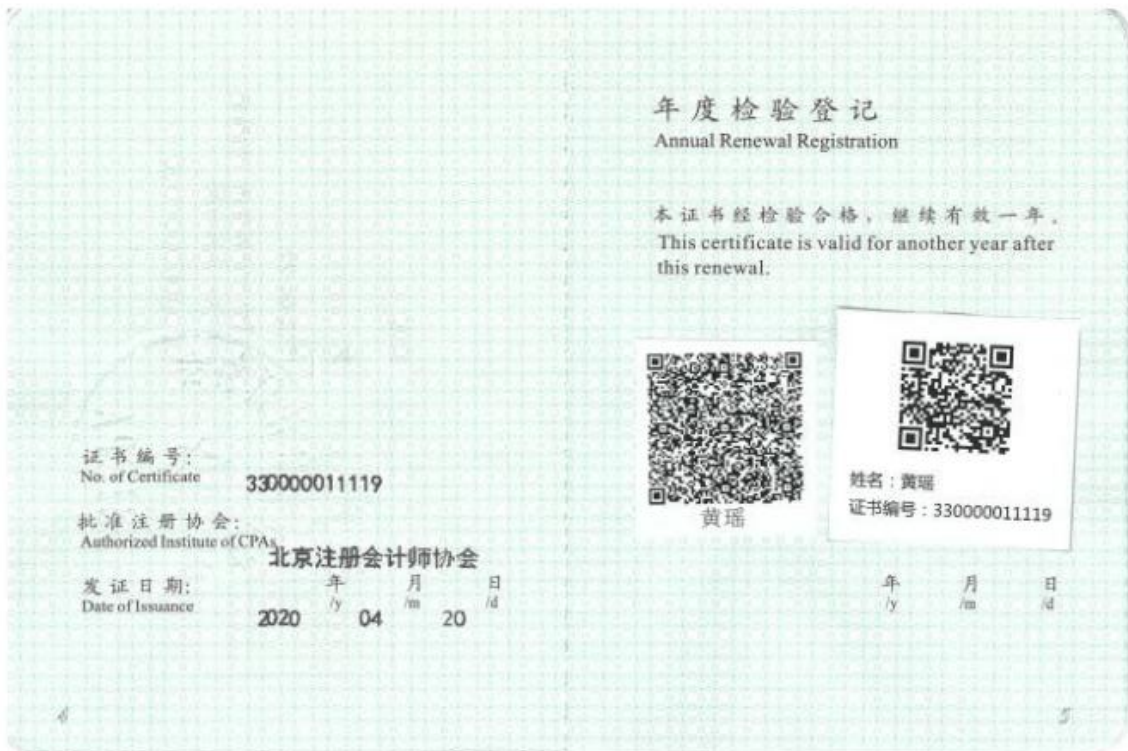 证书编号:
No. of Certificate
330000011119
批准注册协会:
Authorized Institute of CPAs
北京注册会计师协会
发证日期:
Date of Issuance
年 月 日
/y /m /d
2020 04 20
年度检验登记
Annual Renewal Registration
本证书经检验合格，继续有效一年。
This certificate is valid for another year after
this renewal.
黄瑶
姓名：黄瑶
证书编号：330000011119
年 月 日
/y /m /d
5